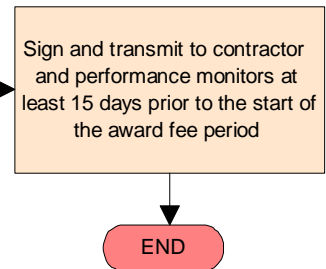 Sign and transmit to contractor
and performance monitors at
least 15 days prior to the start of
the award fee period
END